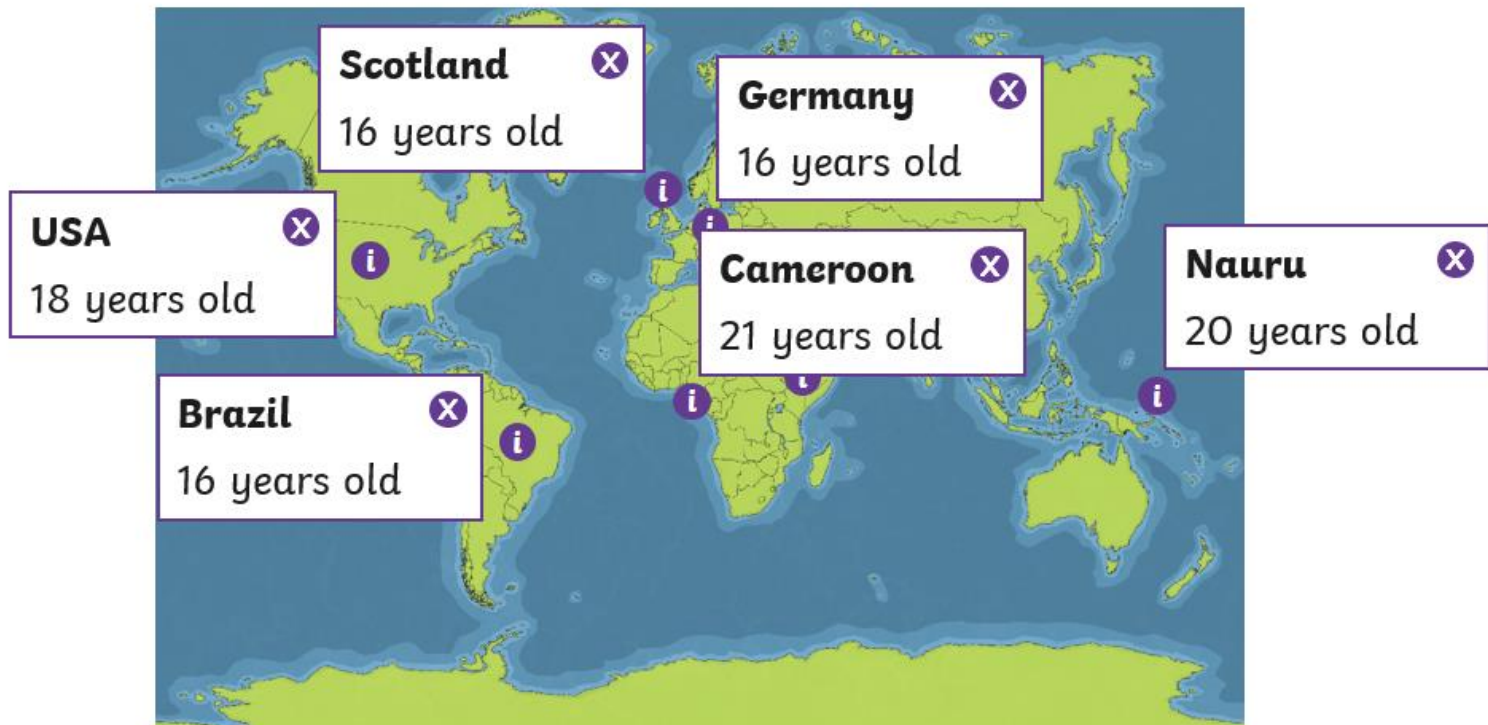 Scotland X
16 years old
Germany X
16 years old
USA X
18 years old
Cameroon X
21 years old
Nauru X
20 years old
Brazil X
16 years old
i
i
i
i
i
i
i